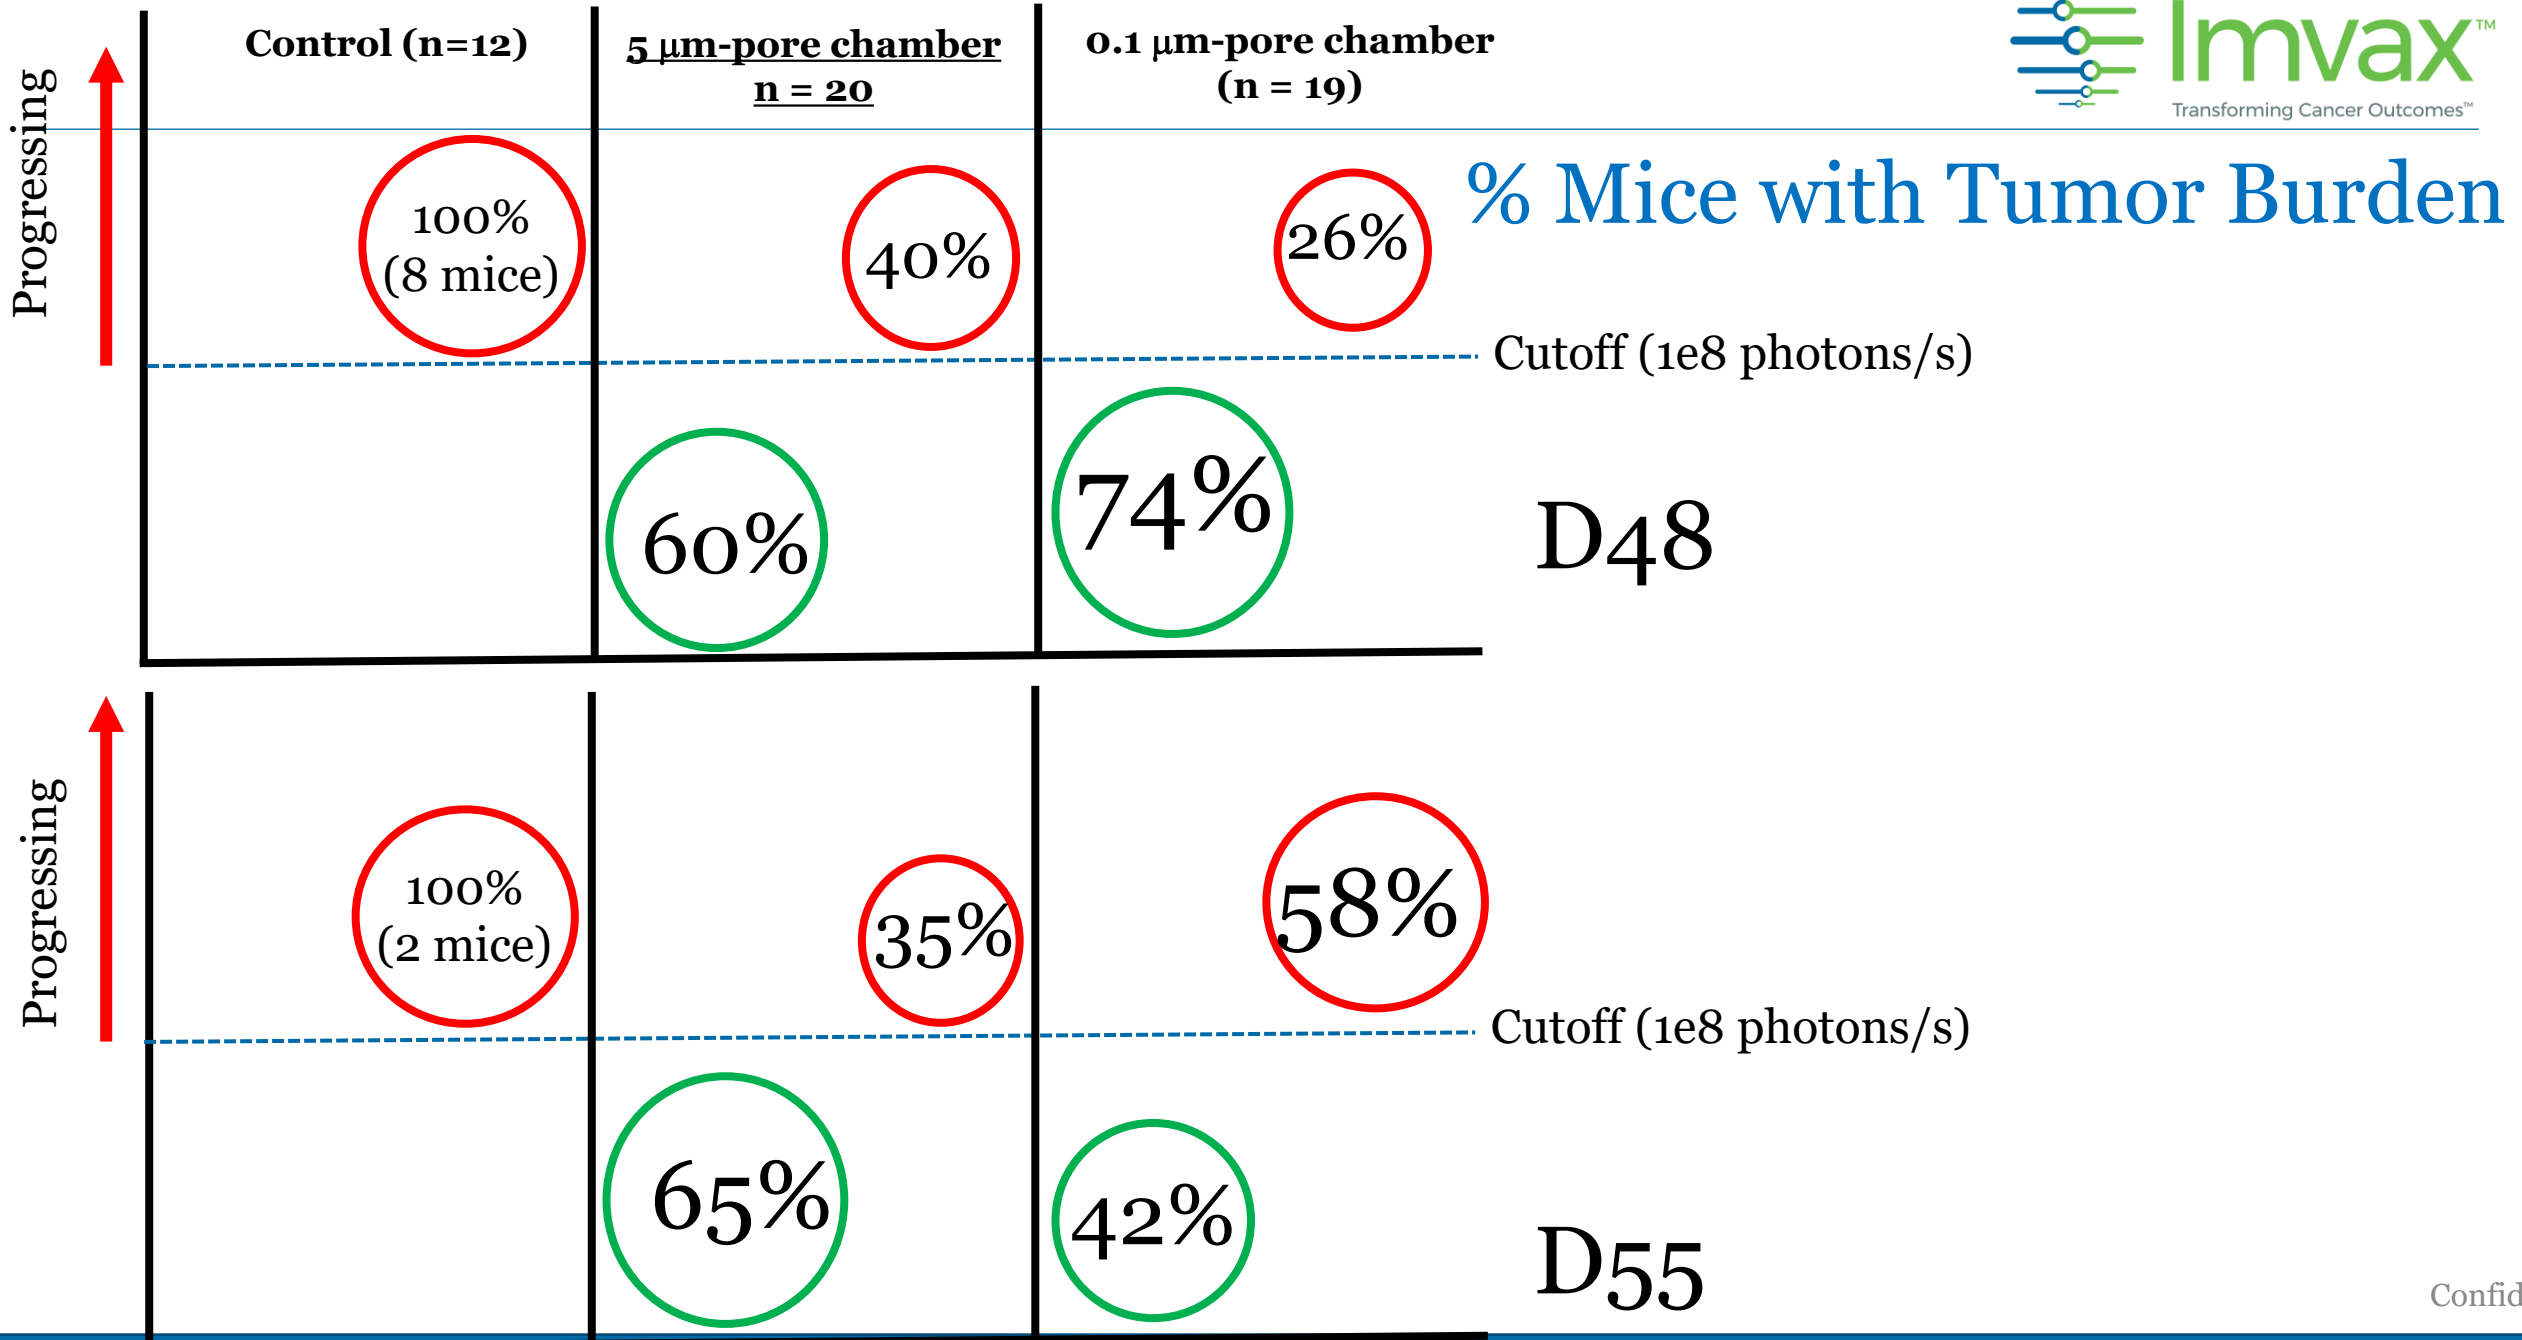 Control (n=12)
5 μm-pore chamber
n = 20
0.1 μm-pore chamber
(n = 19)
Imvax™
Transforming Cancer Outcomes™
% Mice with Tumor Burden
Progressing
100%
(8 mice)
40%
26%
Cutoff (1e8 photons/s)
60%
74%
D48
Progressing
100%
(2 mice)
35%
58%
Cutoff (1e8 photons/s)
65%
42%
D55
Confid